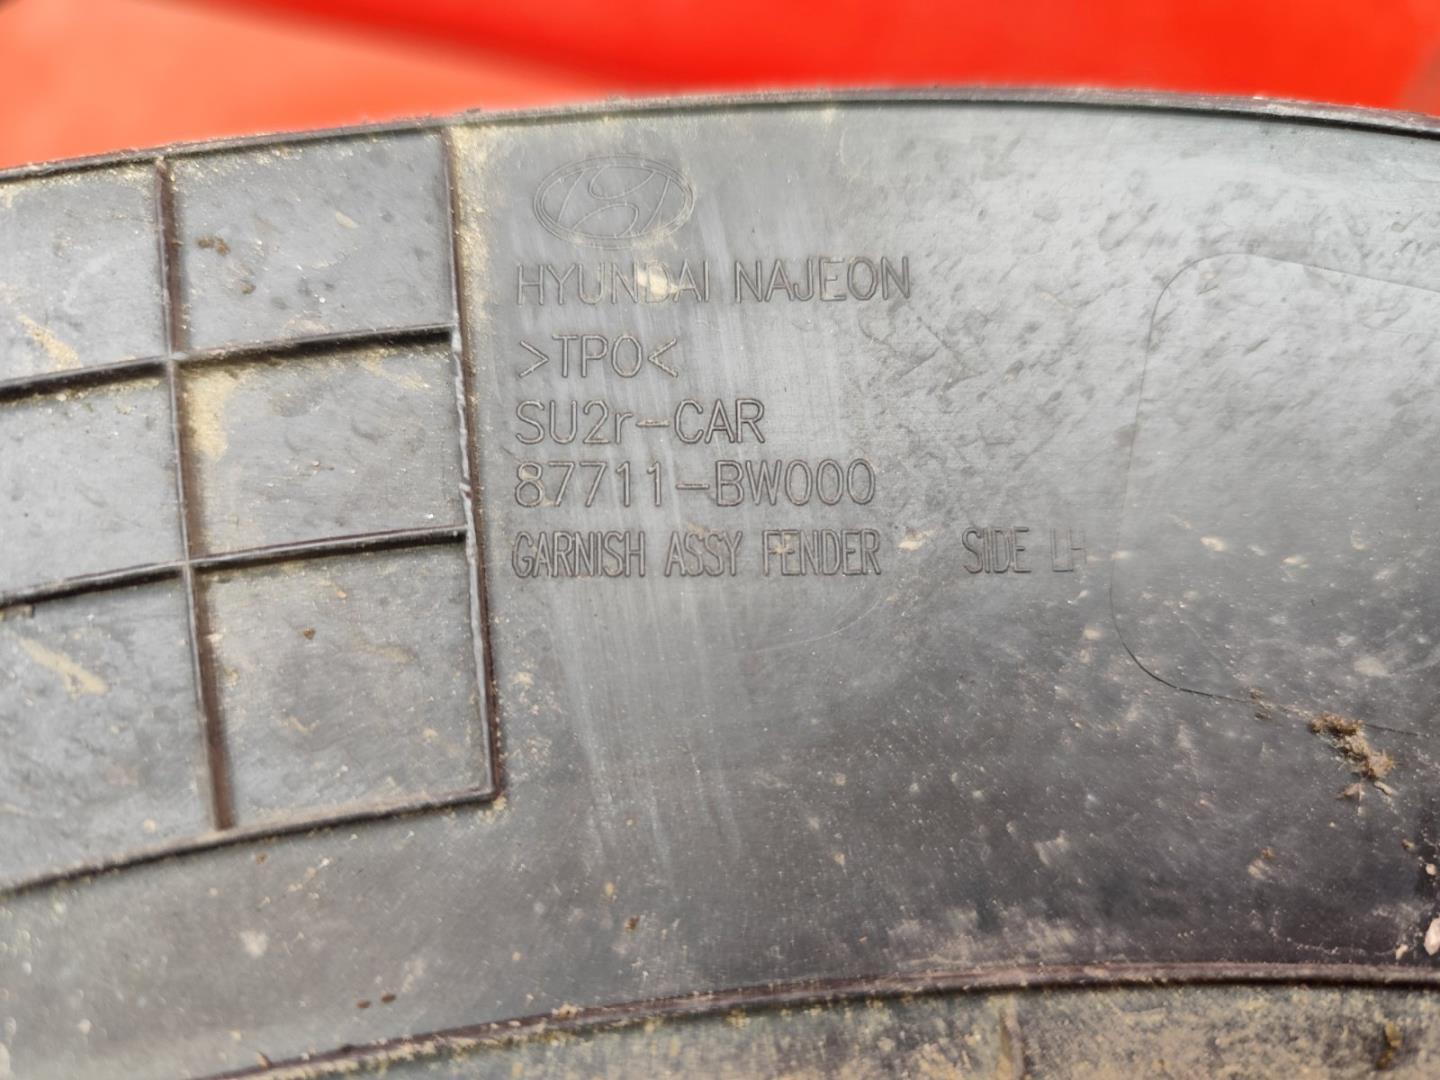 HYUNDAI NAJEON
>TPO<
SU2r-CAR
87711-BW000
GARNISH ASSY FENDER SIDE LH